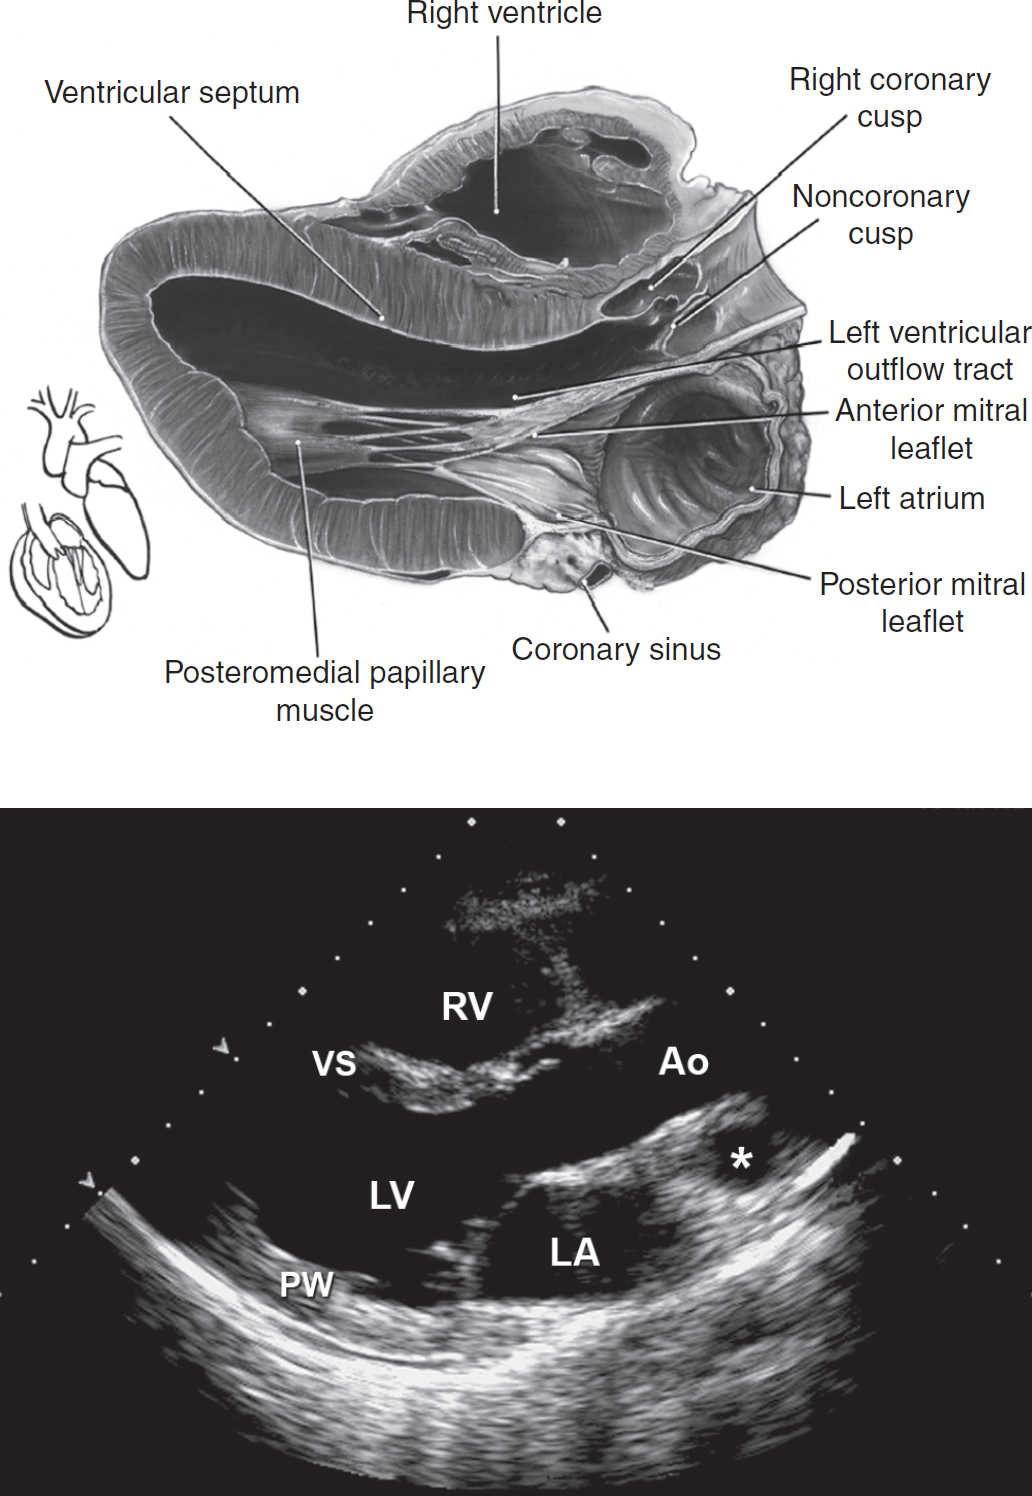 Right ventricle
Ventricular septum
Right coronary
cusp
Noncoronary
cusp
Left ventricular
outflow tract
Anterior mitral
leaflet
Left atrium
Posterior mitral
leaflet
Coronary sinus
Posteromedial papillary
muscle
RV
VS
Ao
*
LV
LA
PW